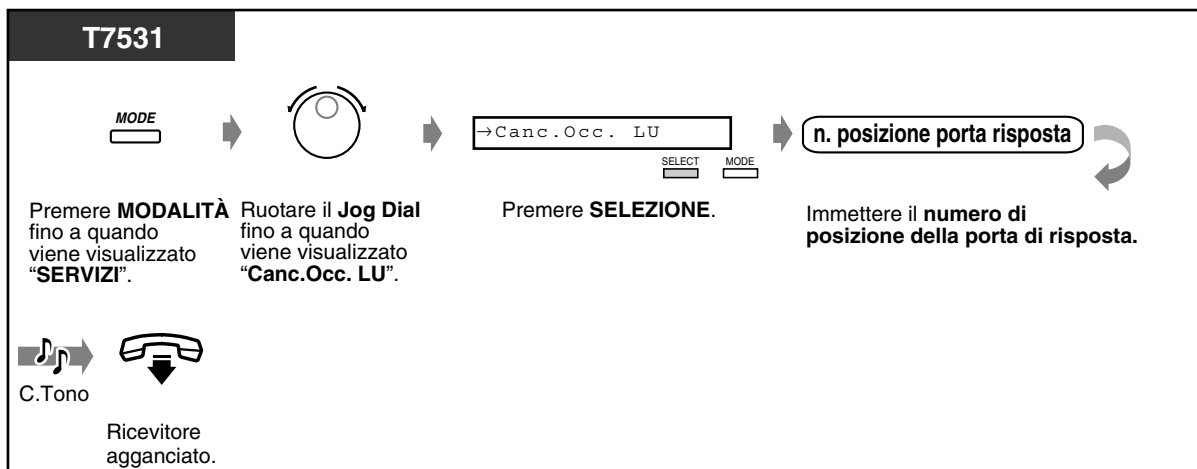 T7531
MODE
→Canc.Occ. LU
SELECT MODE
n. posizione porta risposta
Premere MODALITÀ
fino a quando
viene visualizzato
“SERVIZI”.
Ruotare il Jog Dial
fino a quando
viene visualizzato
“Canc.Occ. LU”.
Premere SELEZIONE.
Immettere il numero di
posizione della porta di risposta.
C.Tono
Ricevitore
agganciato.